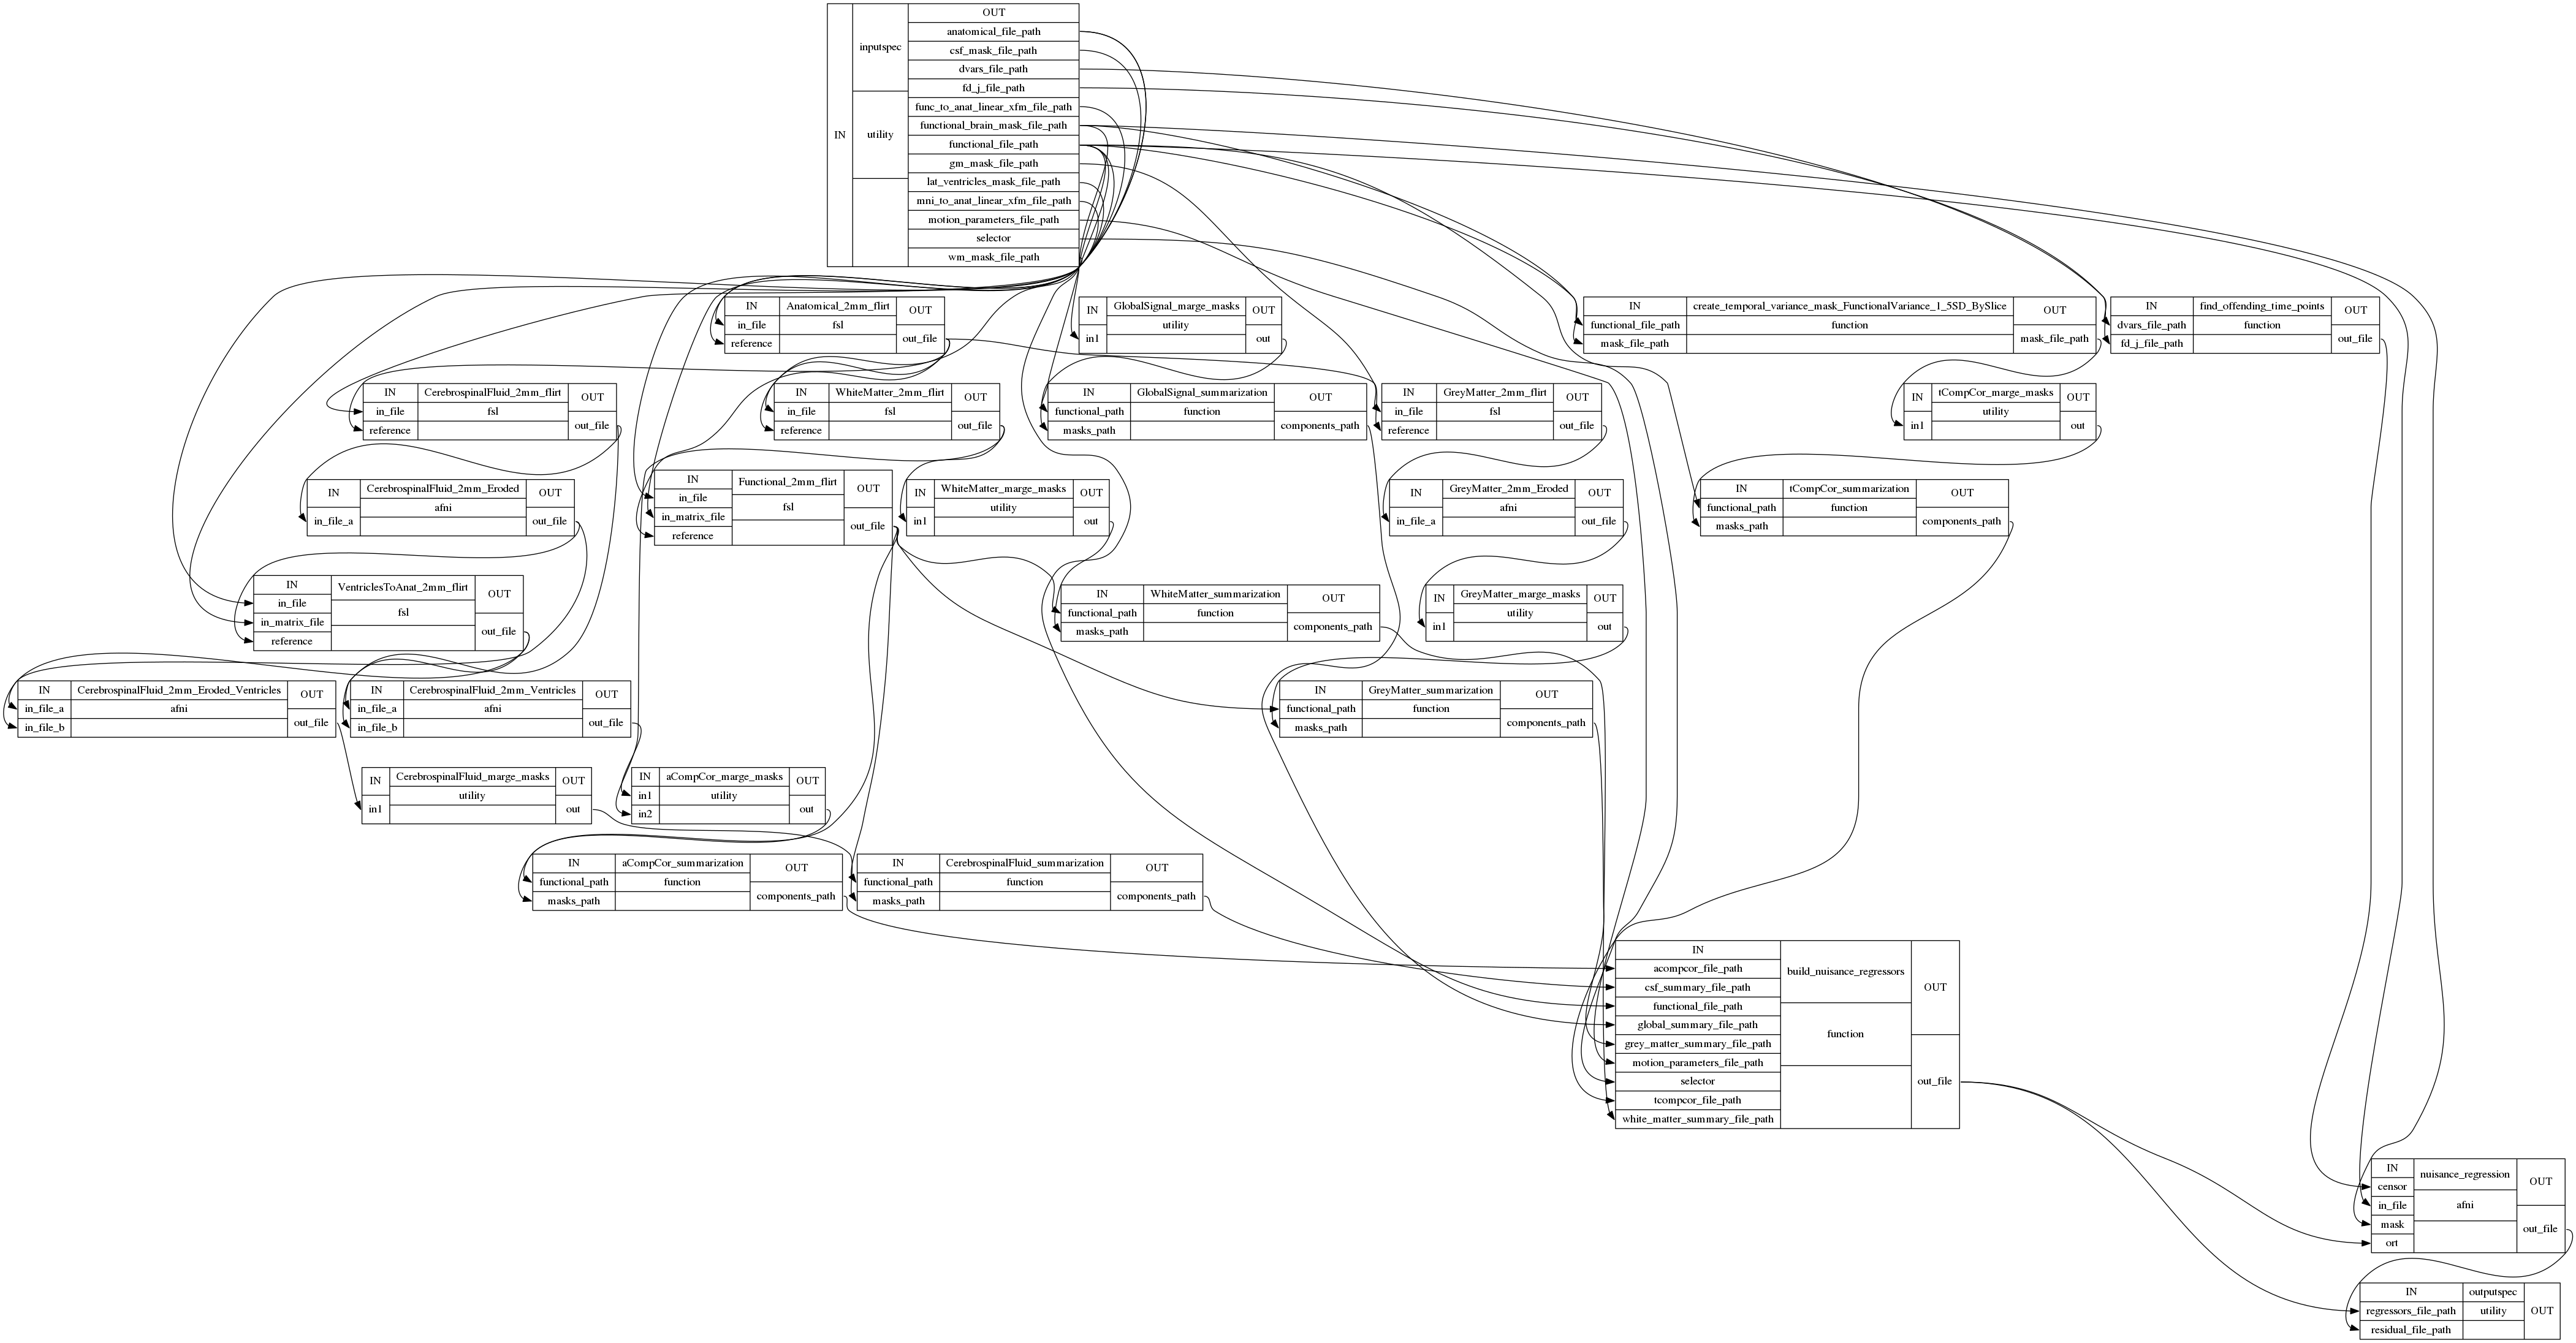 IN
inputspec
utility
OUT
anatomical_file_path
csf_mask_file_path
dvars_file_path
fd_j_file_path
func_to_anat_linear_xfm_file_path
functional_brain_mask_file_path
functional_file_path
gm_mask_file_path
lat_ventricles_mask_file_path
mni_to_anat_linear_xfm_file_path
motion_parameters_file_path
selector
wm_mask_file_path
IN
in_file
reference
Anatomical_2mm_flirt
fsl
OUT
out_file
IN
in1
GlobalSignal_marge_masks
utility
OUT
out
IN
functional_file_path
mask_file_path
create_temporal_variance_mask_FunctionalVariance_1_5SD_BySlice
function
OUT
mask_file_path
IN
dvars_file_path
fd_j_file_path
find_offending_time_points
function
OUT
out_file
IN
in_file
reference
CerebrospinalFluid_2mm_flirt
fsl
OUT
out_file
IN
in_file
reference
WhiteMatter_2mm_flirt
fsl
OUT
out_file
IN
functional_path
masks_path
GlobalSignal_summarization
function
OUT
components_path
IN
in_file
reference
GreyMatter_2mm_flirt
fsl
OUT
out_file
IN
in1
tCompCor_marge_masks
utility
OUT
out
IN
in_file_a
CerebrospinalFluid_2mm_Eroded
afni
OUT
out_file
IN
in_file
in_matrix_file
reference
Functional_2mm_flirt
fsl
OUT
out_file
IN
in1
WhiteMatter_marge_masks
utility
OUT
out
IN
in_file_a
GreyMatter_2mm_Eroded
afni
OUT
out_file
IN
functional_path
masks_path
tCompCor_summarization
function
OUT
components_path
IN
in_file
in_matrix_file
reference
VentriclesToAnat_2mm_flirt
fsl
OUT
out_file
IN
functional_path
masks_path
WhiteMatter_summarization
function
OUT
components_path
IN
in1
GreyMatter_marge_masks
utility
OUT
out
IN
in_file_a
in_file_b
CerebrospinalFluid_2mm_Eroded_Ventricles
afni
OUT
out_file
IN
in_file_a
in_file_b
CerebrospinalFluid_2mm_Ventricles
afni
OUT
out_file
IN
functional_path
masks_path
GreyMatter_summarization
function
OUT
components_path
IN
in1
CerebrospinalFluid_marge_masks
utility
OUT
out
IN
in1
in2
aCompCor_marge_masks
utility
OUT
out
IN
functional_path
masks_path
aCompCor_summarization
function
OUT
components_path
IN
functional_path
masks_path
CerebrospinalFluid_summarization
function
OUT
components_path
IN
acompcor_file_path
csf_summary_file_path
functional_file_path
global_summary_file_path
grey_matter_summary_file_path
motion_parameters_file_path
selector
tcompcor_file_path
white_matter_summary_file_path
build_nuisance_regressors
function
OUT
out_file
IN
censor
in_file
mask
ort
nuisance_regression
afni
OUT
out_file
IN
regressors_file_path
residual_file_path
outputspec
utility
OUT